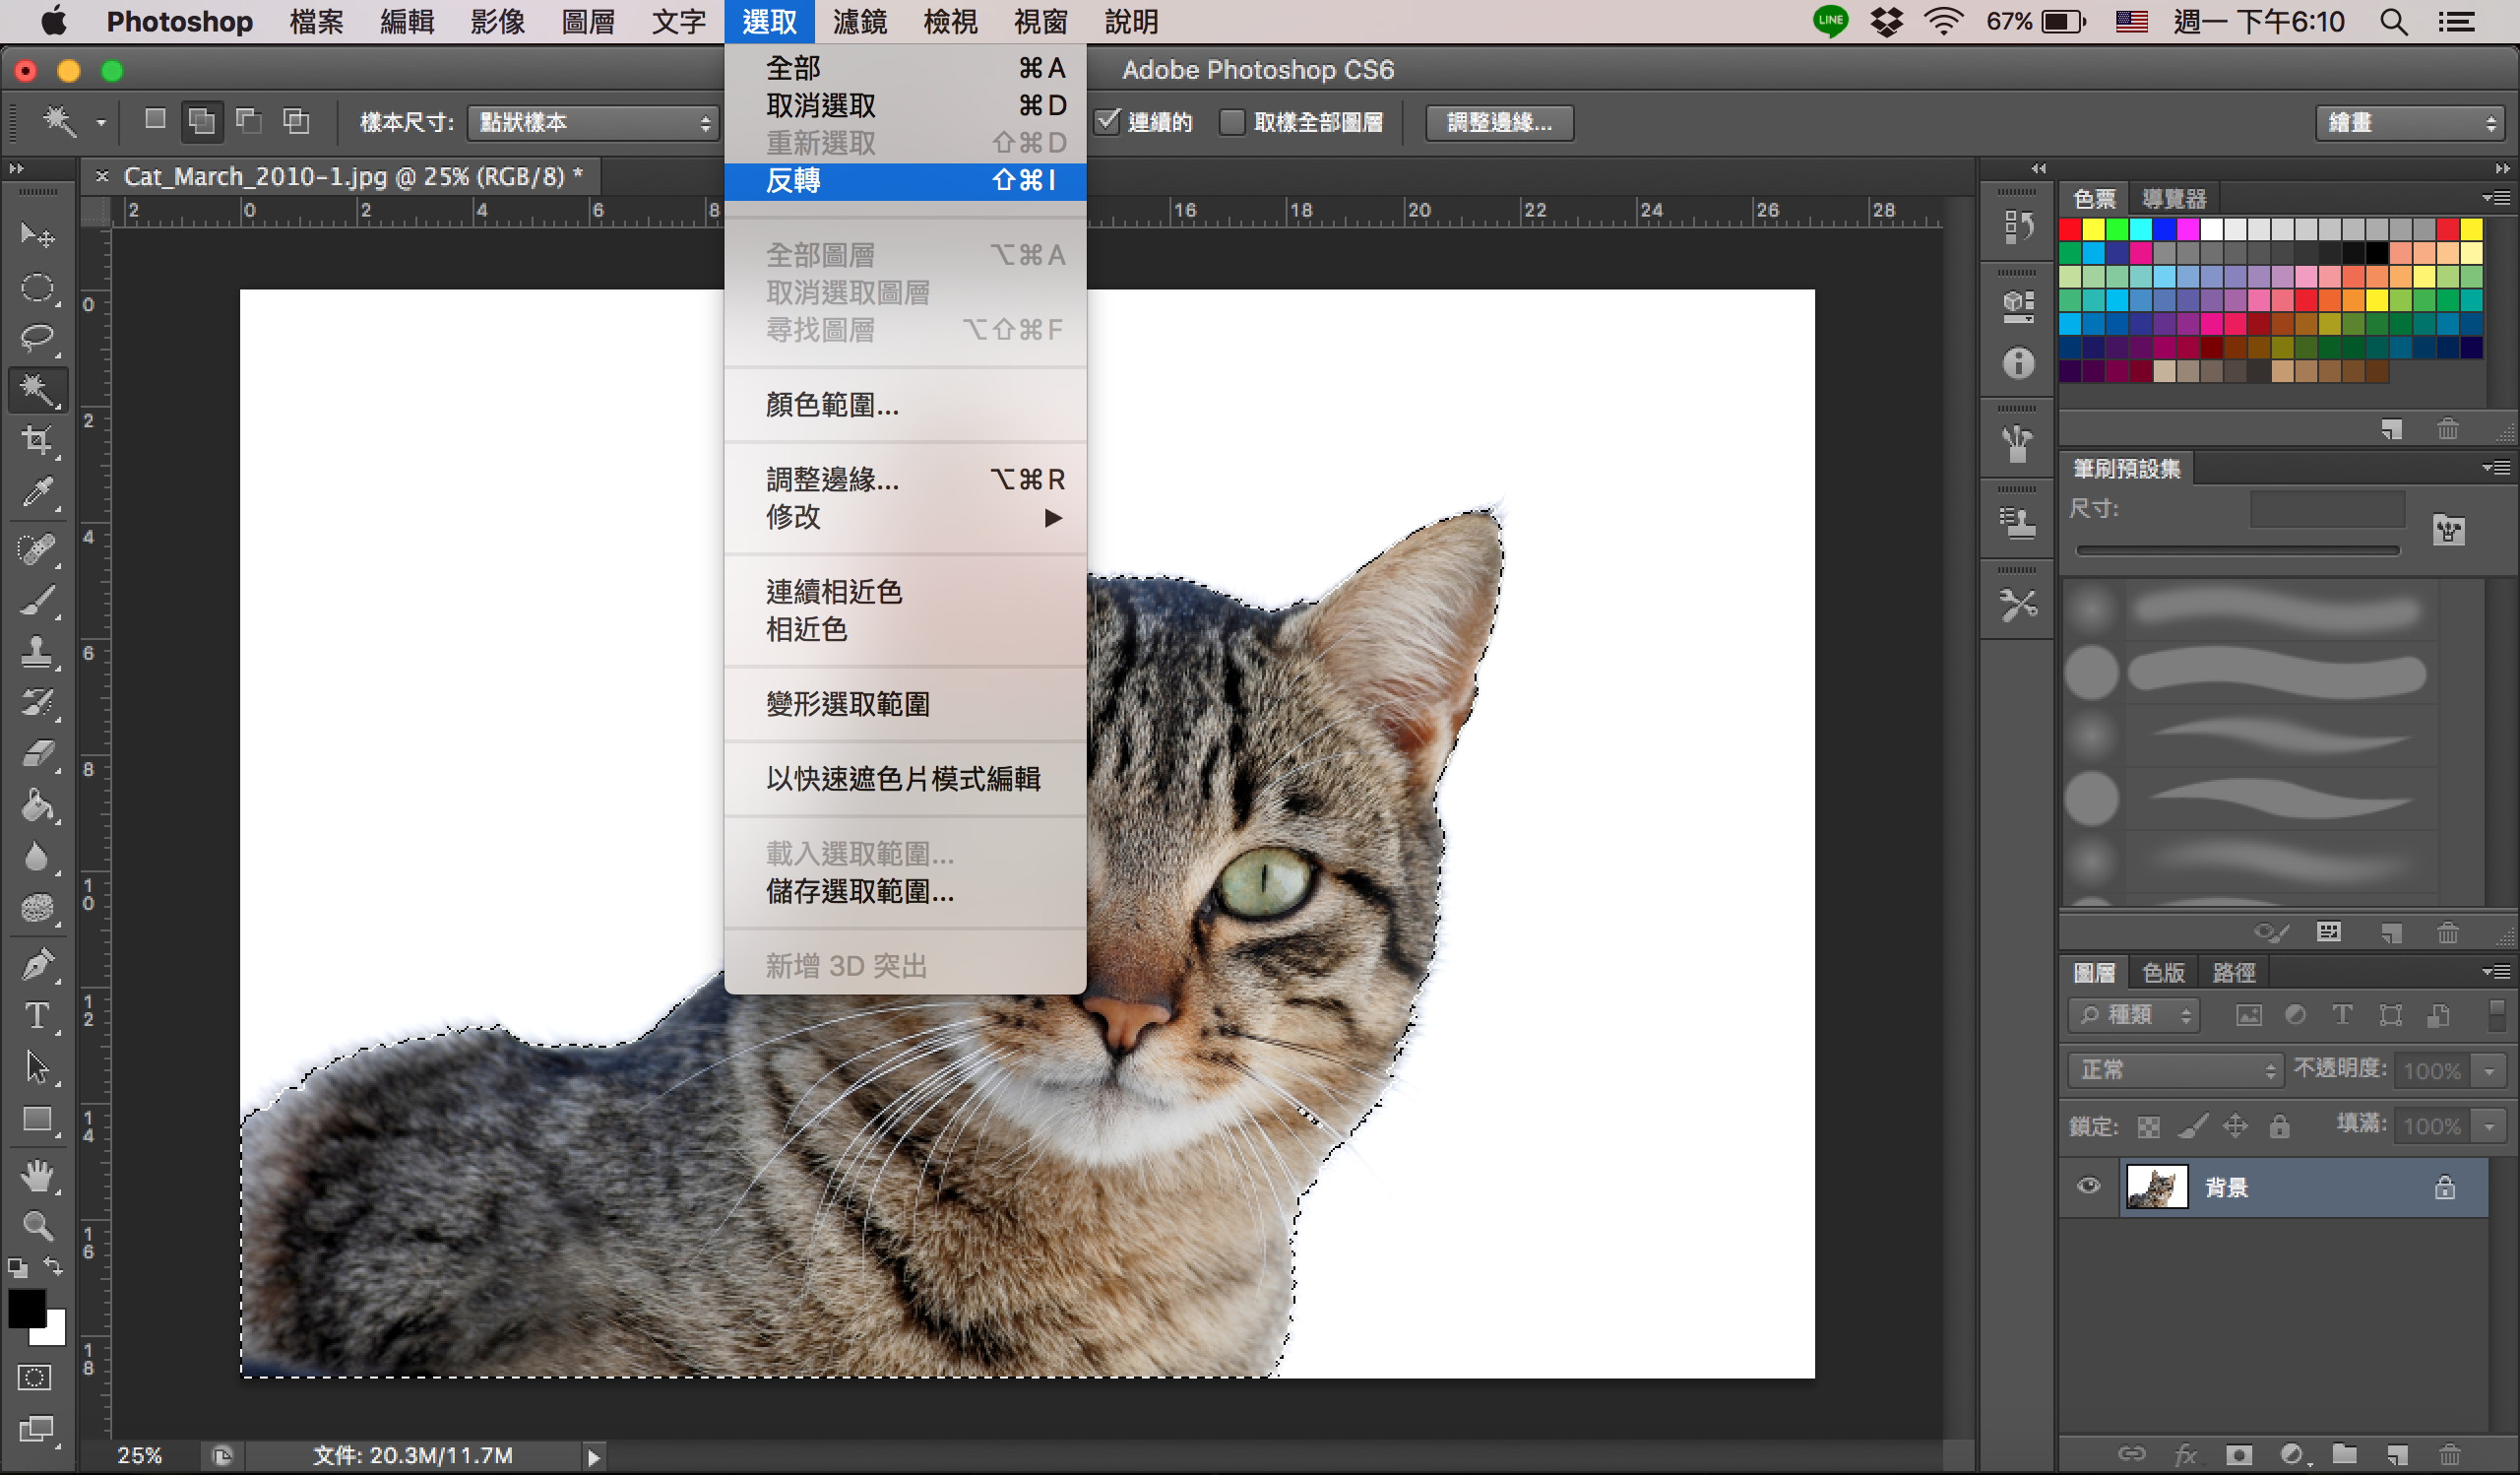 Photoshop 檔案 編輯 影像 圖層 文字 選取 濾鏡 檢視 視窗 說明 LINE 67% 週一 下午6:10
Adobe Photoshop CS6
樣本尺寸: 點狀樣本 連續的 取樣全部圖層 調整邊緣... 繪畫
× Cat_March_2010-1.jpg @ 25% (RGB/8) *
2 0 2 4 6 8 16 18 20 22 24 26 28
0
2
4
6
8
10
12
14
16
18
全部 ⌘A
取消選取 ⌘D
重新選取 ⇧⌘D
反轉 ⇧⌘I
全部圖層 ⌥⌘A
取消選取圖層
尋找圖層 ⌥⇧⌘F
顏色範圍...
調整邊緣... ⌥⌘R
修改 ▶
連續相近色
相近色
變形選取範圍
以快速遮色片模式編輯
載入選取範圍...
儲存選取範圍...
新增 3D 突出
色票 導覽器
筆刷預設集
尺寸:
圖層 色版 路徑
種類
正常 不透明度: 100%
鎖定: 填滿: 100%
背景
fx
25% 文件: 20.3M/11.7M